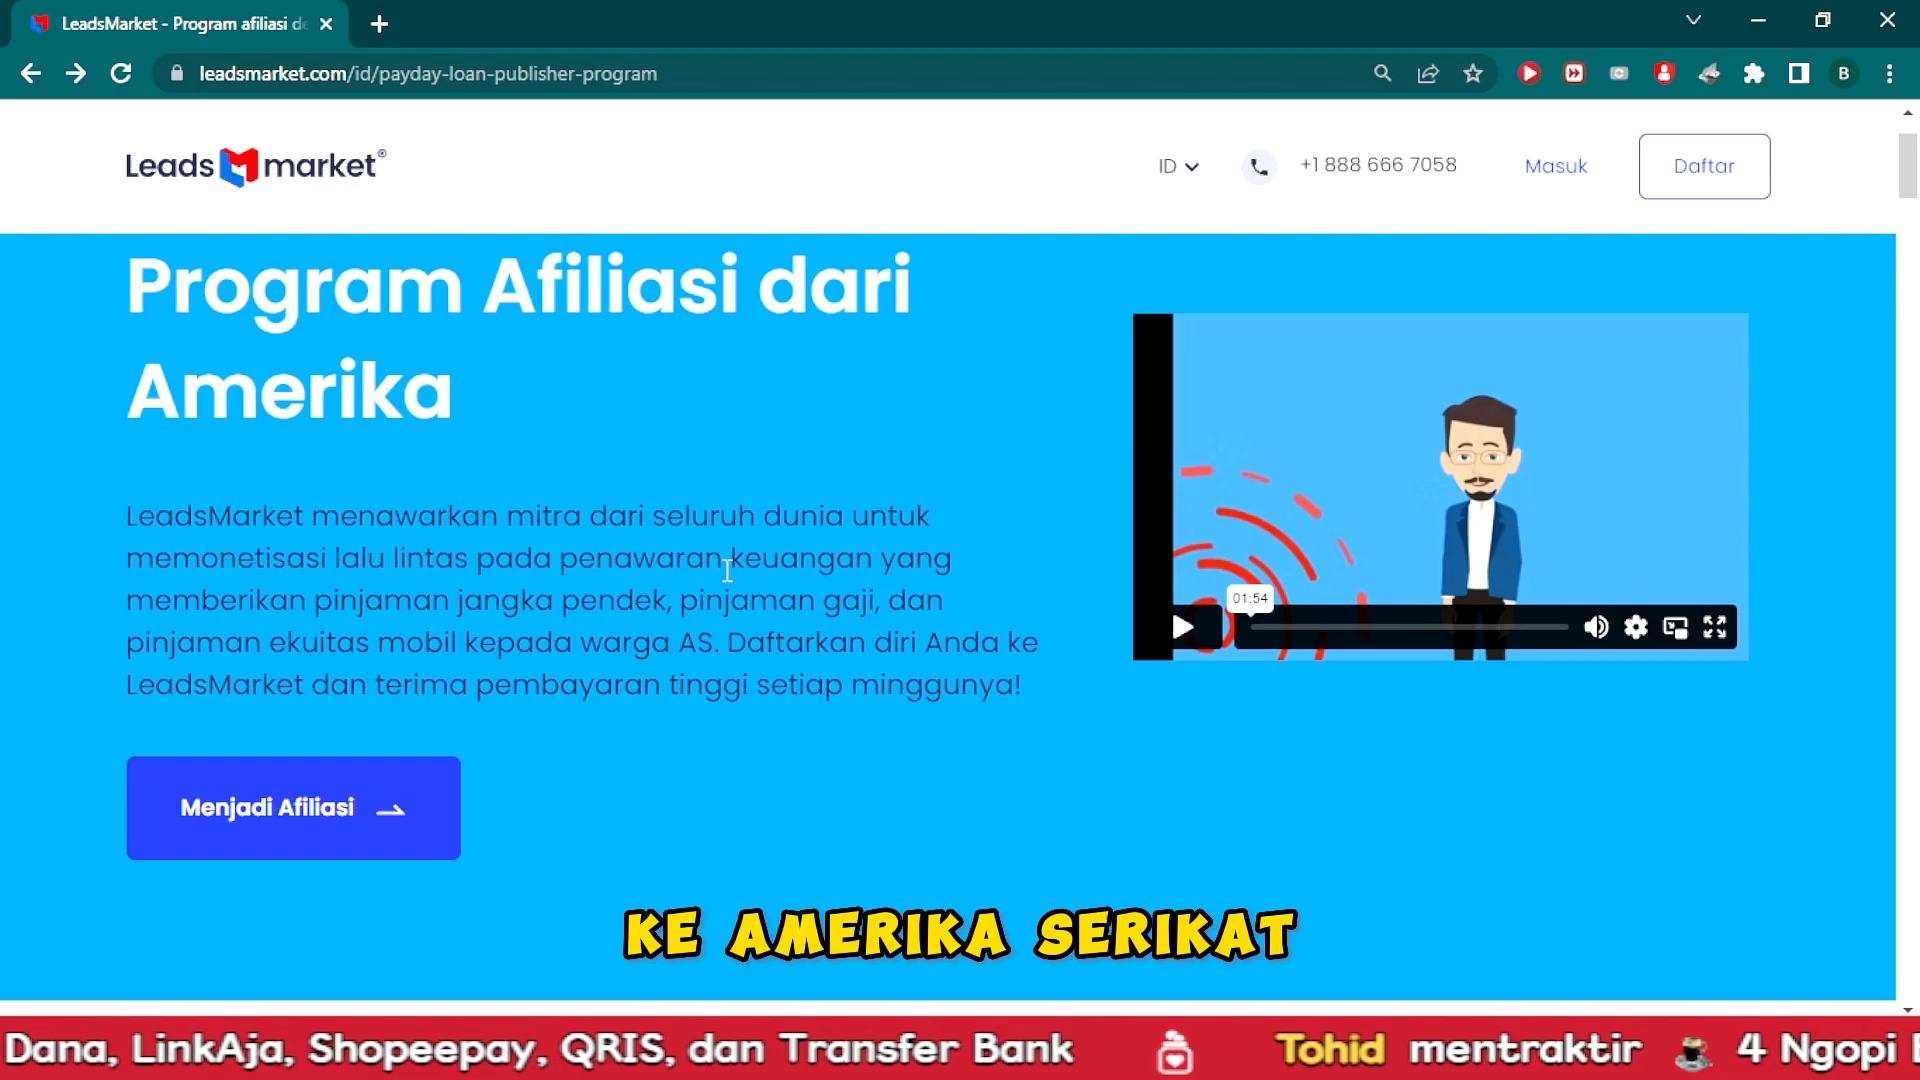 LeadsMarket - Program afiliasi de
leadsmarket.com/id/payday-loan-publisher-program
B
Leads market®
ID
+1 888 666 7058
Masuk
Daftar
Program Afiliasi dari
Amerika
LeadsMarket menawarkan mitra dari seluruh dunia untuk
memonetisasi lalu lintas pada penawaran keuangan yang
memberikan pinjaman jangka pendek, pinjaman gaji, dan
pinjaman ekuitas mobil kepada warga AS. Daftarkan diri Anda ke
LeadsMarket dan terima pembayaran tinggi setiap minggunya!
01:54
Menjadi Afiliasi
KE AMERIKA SERIKAT
Dana, LinkAja, Shopeepay, QRIS, dan Transfer Bank Tohid mentraktir 4 Ngopi